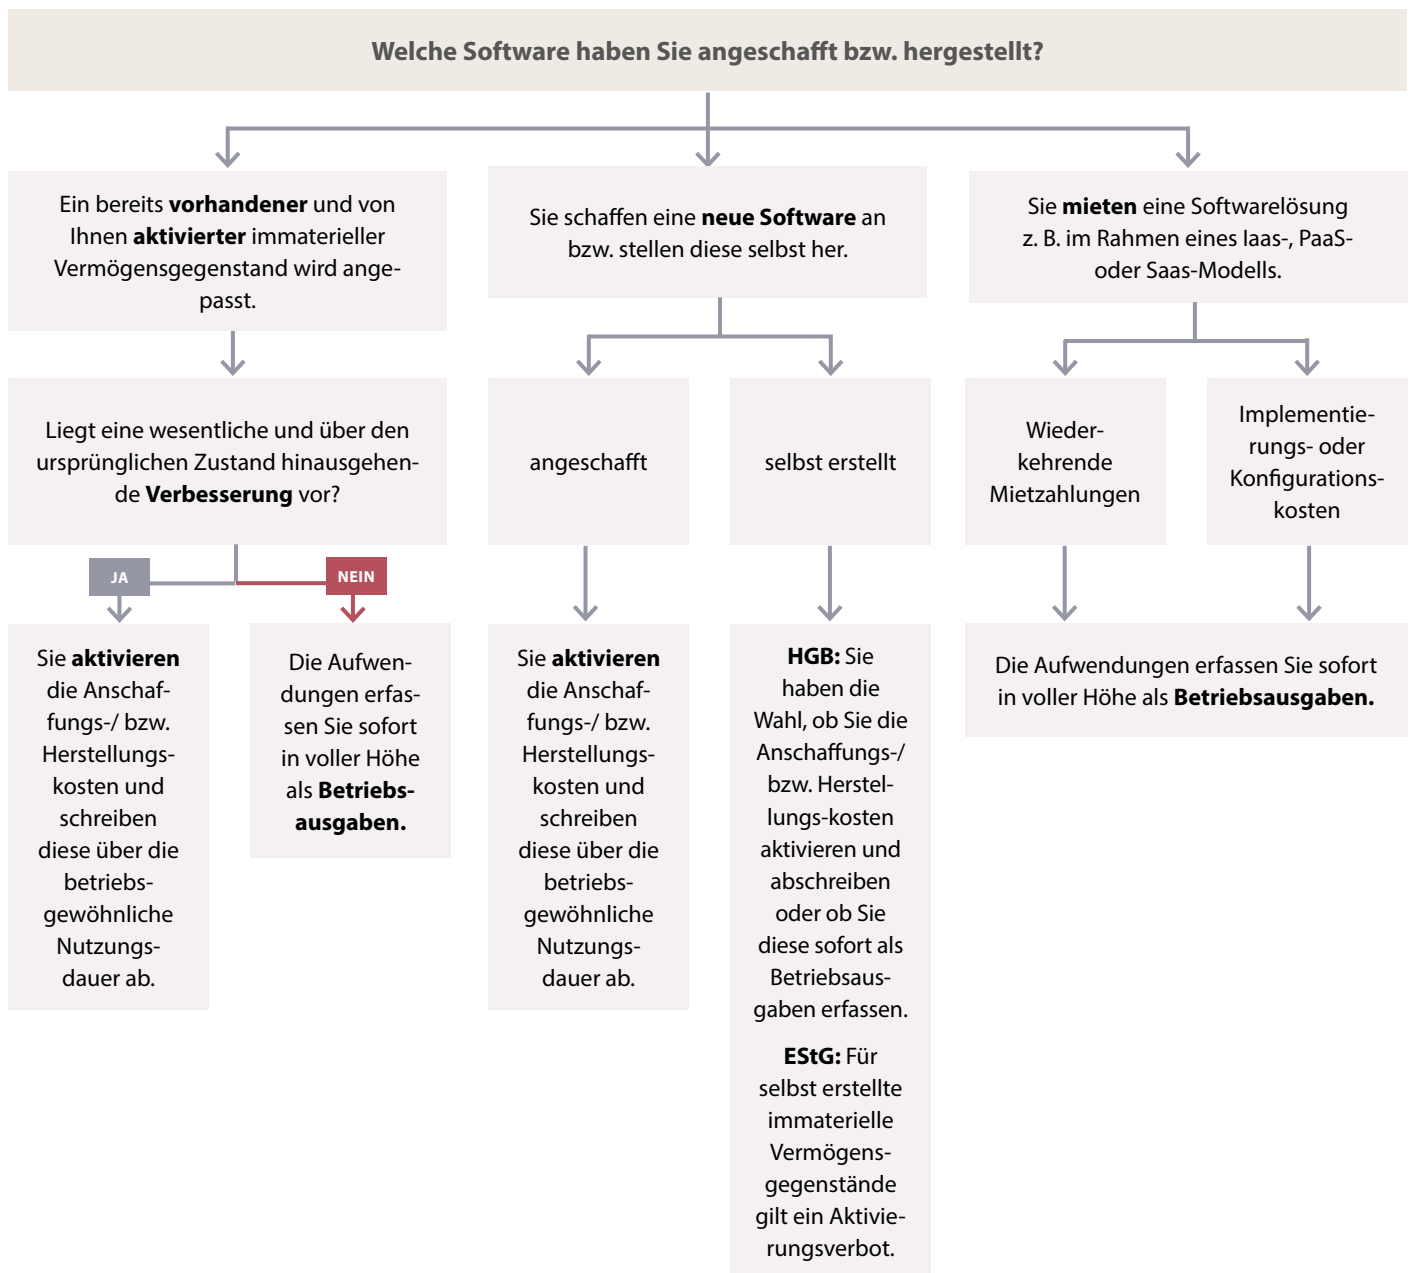 Welche Software haben Sie angeschafft bzw. hergestellt?
Ein bereits vorhandener und von
Ihnen aktivierter immaterieller
Vermögensgegenstand wird ange-
passt.
Sie schaffen eine neue Software an
bzw. stellen diese selbst her.
Sie mieten eine Softwarelösung
z. B. im Rahmen eines Iaas-, PaaS-
oder Saas-Modells.
Liegt eine wesentliche und über den
ursprünglichen Zustand hinausgehen-
de Verbesserung vor?
angeschafft
selbst erstellt
Wieder-
kehrende
Mietzahlungen
Implementie-
rungs- oder
Konfigurations-
kosten
JA
NEIN
Sie aktivieren
die Anschaf-
fungs-/ bzw.
Herstellungs-
kosten und
schreiben
diese über die
betriebs-
gewöhnliche
Nutzungs-
dauer ab.
Die Aufwen-
dungen erfas-
sen Sie sofort
in voller Höhe
als Betriebs-
ausgaben.
Sie aktivieren
die Anschaf-
fungs-/ bzw.
Herstellungs-
kosten und
schreiben
diese über die
betriebs-
gewöhnliche
Nutzungs-
dauer ab.
HGB: Sie
haben die
Wahl, ob Sie die
Anschaffungs-/
bzw. Herstel-
lungs-kosten
aktivieren und
abschreiben
oder ob Sie
diese sofort als
Betriebsaus-
gaben erfassen.
EStG: Für
selbst erstellte
immaterielle
Vermögens-
gegenstände
gilt ein Aktivie-
rungsverbot.
Die Aufwendungen erfassen Sie sofort
in voller Höhe als Betriebsausgaben.